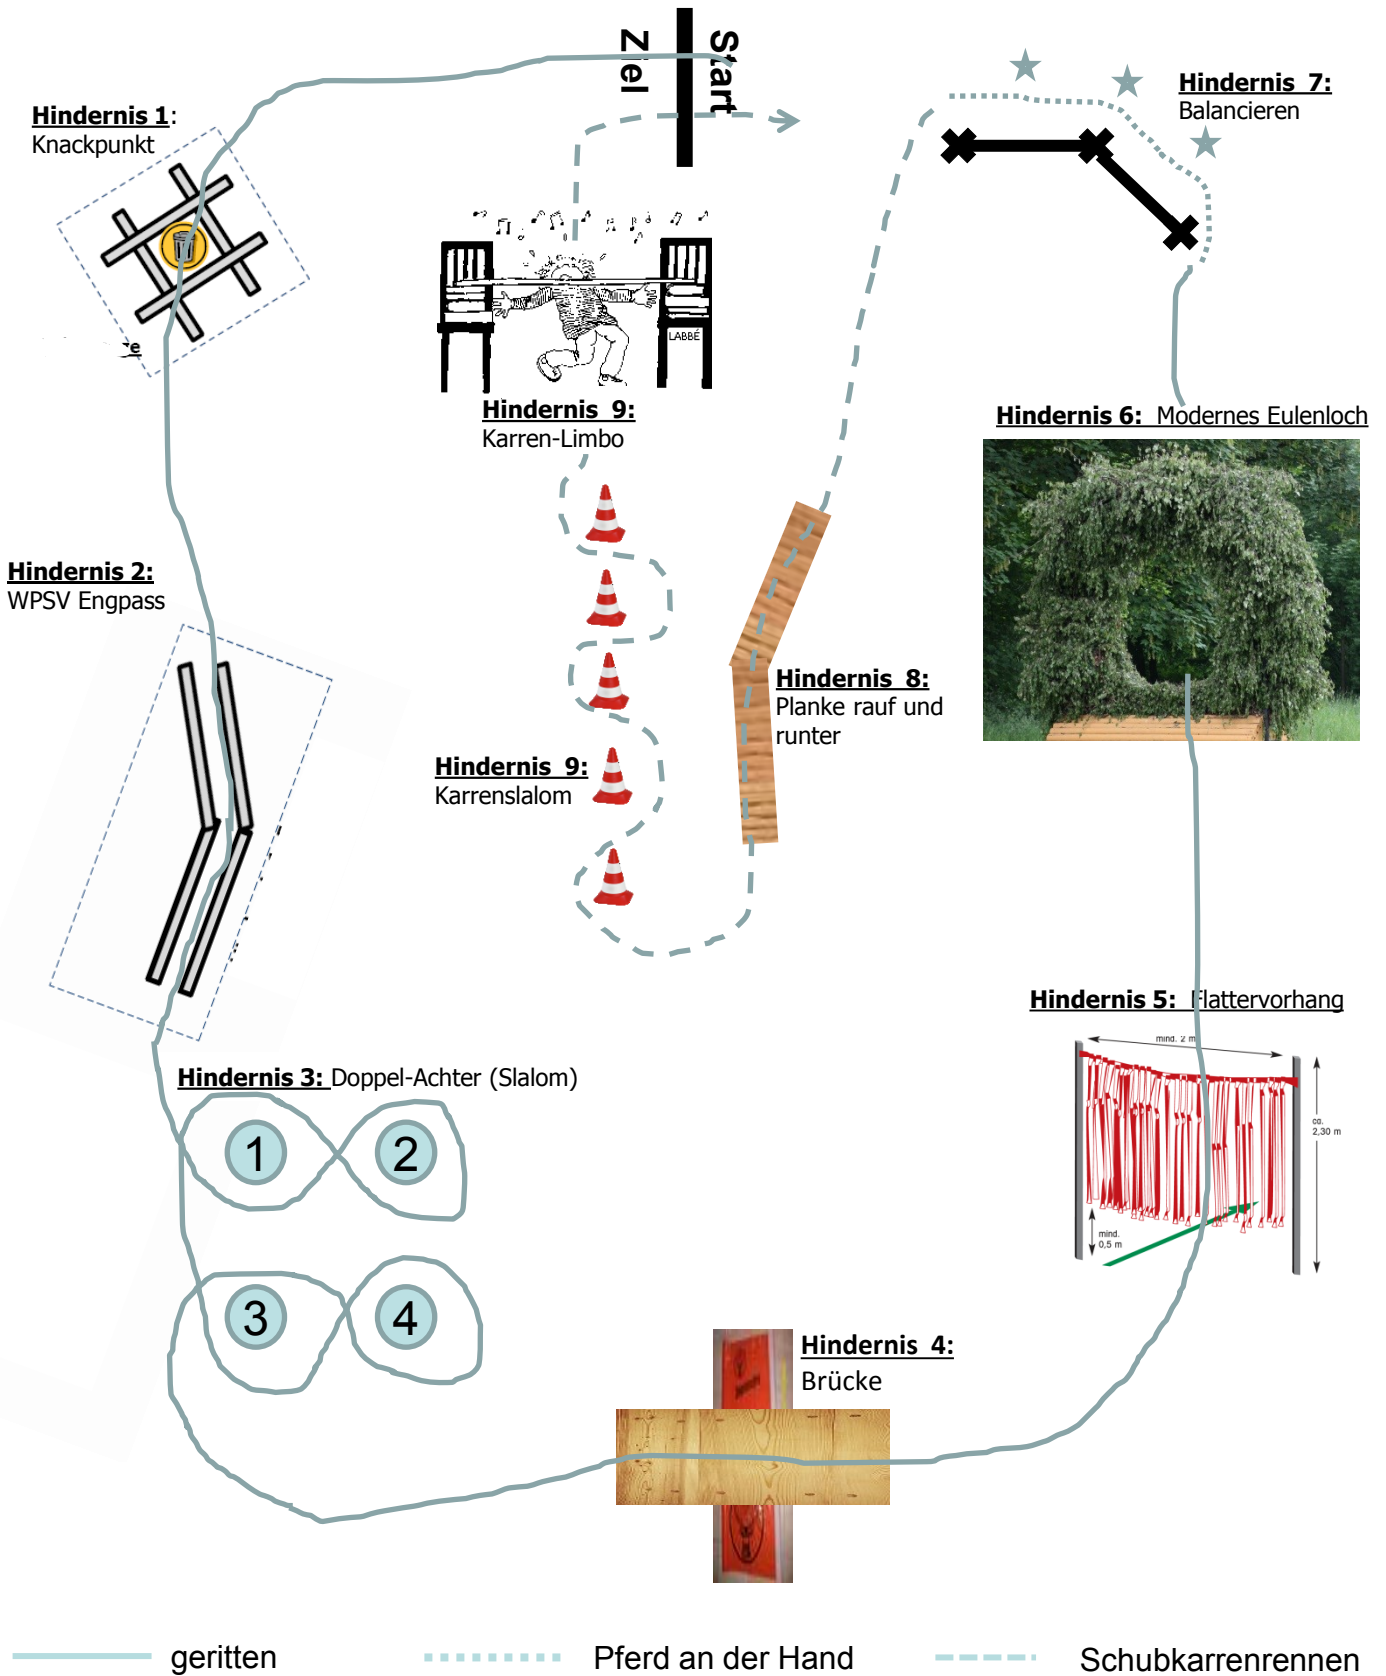 Start
Ziel
Hindernis 1:
Knackpunkt
Hindernis 7:
Balancieren
LABBÉ
Hindernis 9:
Karren-Limbo
Hindernis 6: Modernes Eulenloch
Hindernis 2:
WPSV Engpass
Hindernis 8:
Planke rauf und
runter
Hindernis 9:
Karrenslalom
Hindernis 5: Flattervorhang
mind. 2 m
ca.
2,30 m
mind.
0,5 m
Hindernis 3: Doppel-Achter (Slalom)
1
2
3
4
Hindernis 4:
Brücke
geritten
Pferd an der Hand
Schubkarrenrennen